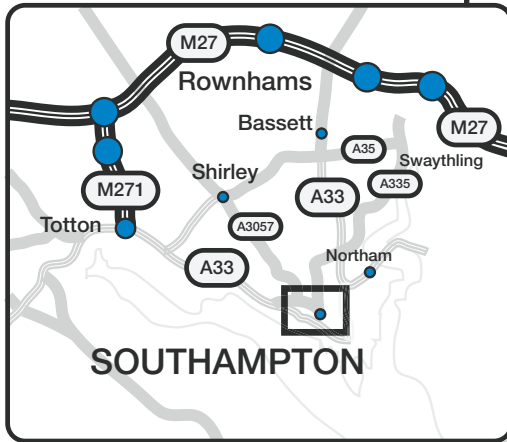 M27
Rownhams
Bassett
M27
A35
Swaythling
Shirley
A335
M271
A33
Totton
A3057
Northam
A33
SOUTHAMPTON